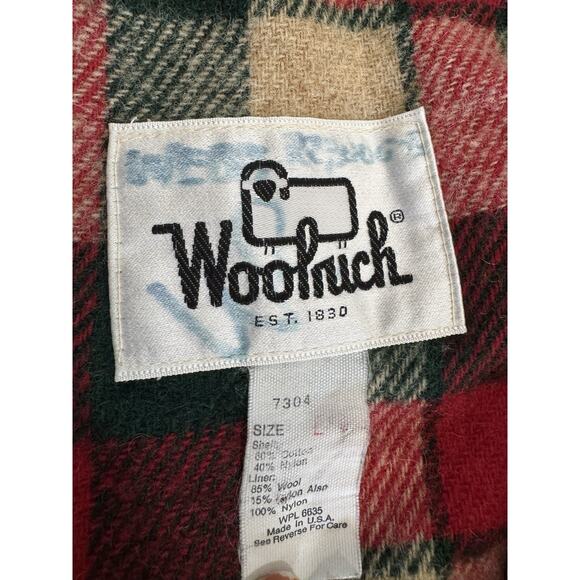 Woolrich®
EST. 1830
7304
SIZE L
Shell:
60% Cotton
40% Nylon
Liner:
85% Wool
15% Nylon Also
100% Nylon
WPL 6635
Made in U.S.A.
See Reverse For Care